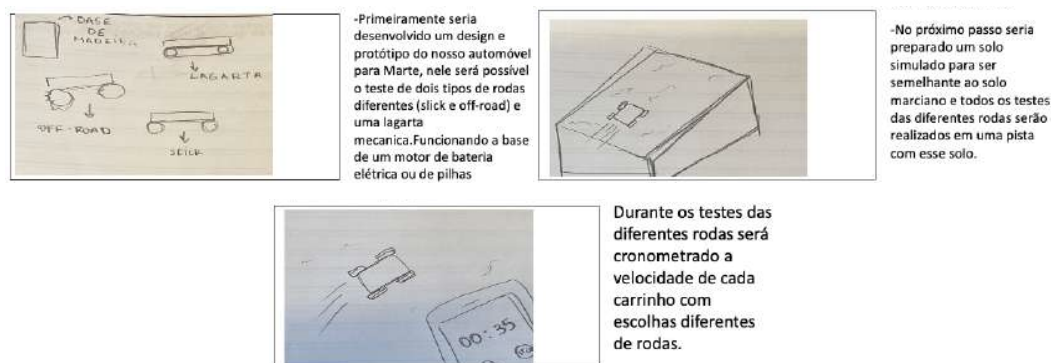 DASE
DE
MADEIRA
LAGARTA
OFF-ROAD
SLICK
-Primeiramente seria
desenvolvido um design e
protótipo do nosso automóvel
para Marte, nele será possível
o teste de dois tipos de rodas
diferentes (slick e off-road) e
uma lagarta
mecanica.Funcionando a base
de um motor de bateria
elétrica ou de pilhas
-No próximo passo seria
preparado um solo
simulado para ser
semelhante ao solo
marciano e todos os testes
das diferentes rodas serão
realizados em uma pista
com esse solo.
00:35
Durante os testes das
diferentes rodas será
cronometrado a
velocidade de cada
carrinho com
escolhas diferentes
de rodas.